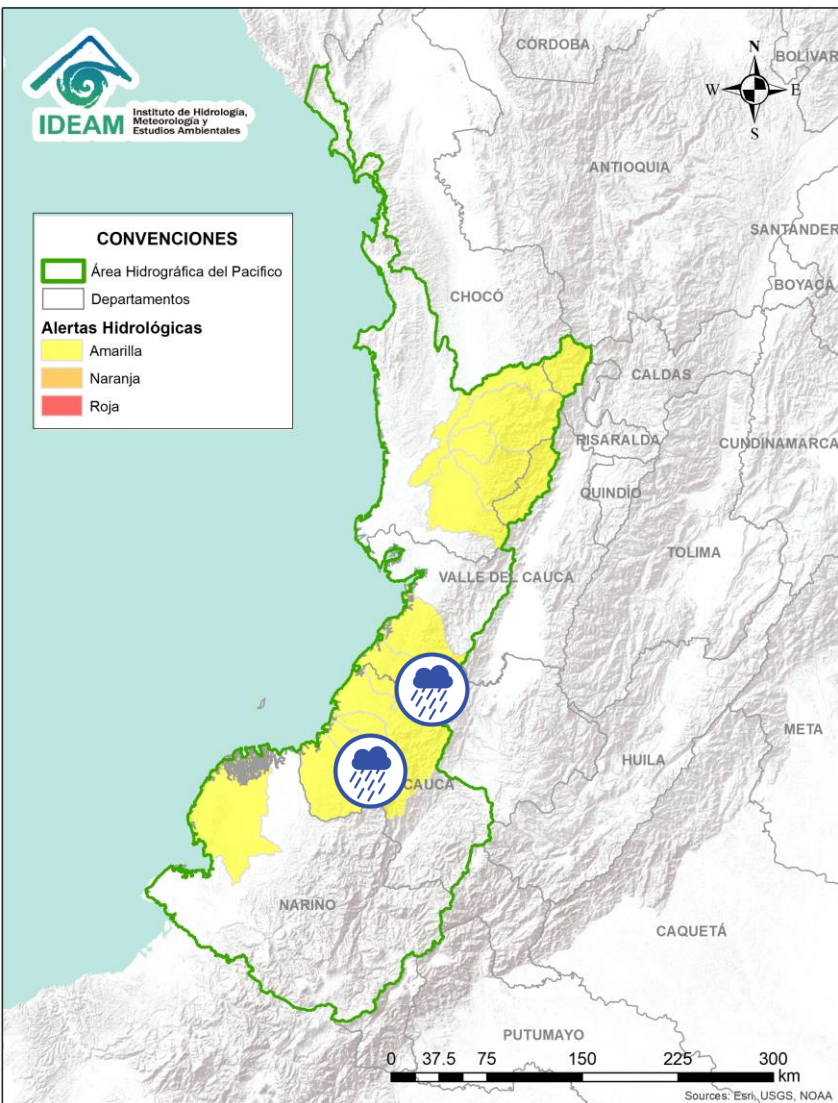 IDEAM
Instituto de Hidrología,
Meteorología y
Estudios Ambientales
CÓRDOBA
BOLÍVAR
N
W
E
S
ANTIOQUIA
SANTANDER
BOYACÁ
CONVENCIONES
Área Hidrográfica del Pacifico
Departamentos
Alertas Hidrológicas
Amarilla
Naranja
Roja
CHOCÓ
CALDAS
RISARALDA
CUNDINAMARCA
QUINDÍO
TOLIMA
VALLE DEL CAUCA
META
HUILA
CAUCA
NARIÑO
CAQUETÁ
PUTUMAYO
0 37.5 75 150 225 300
km
Sources: Esri, USGS, NOAA